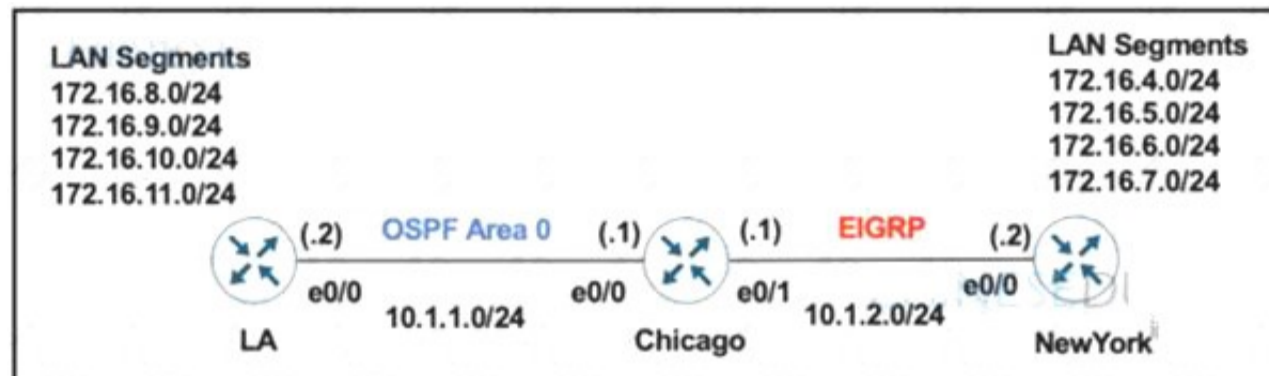 LAN Segments
172.16.8.0/24
172.16.9.0/24
172.16.10.0/24
172.16.11.0/24
LAN Segments
172.16.4.0/24
172.16.5.0/24
172.16.6.0/24
172.16.7.0/24
(.2)
OSPF Area 0
(.1)
(.1)
EIGRP
(.2)
e0/0
10.1.1.0/24
e0/0
e0/1
10.1.2.0/24
e0/0
LA
Chicago
NewYork